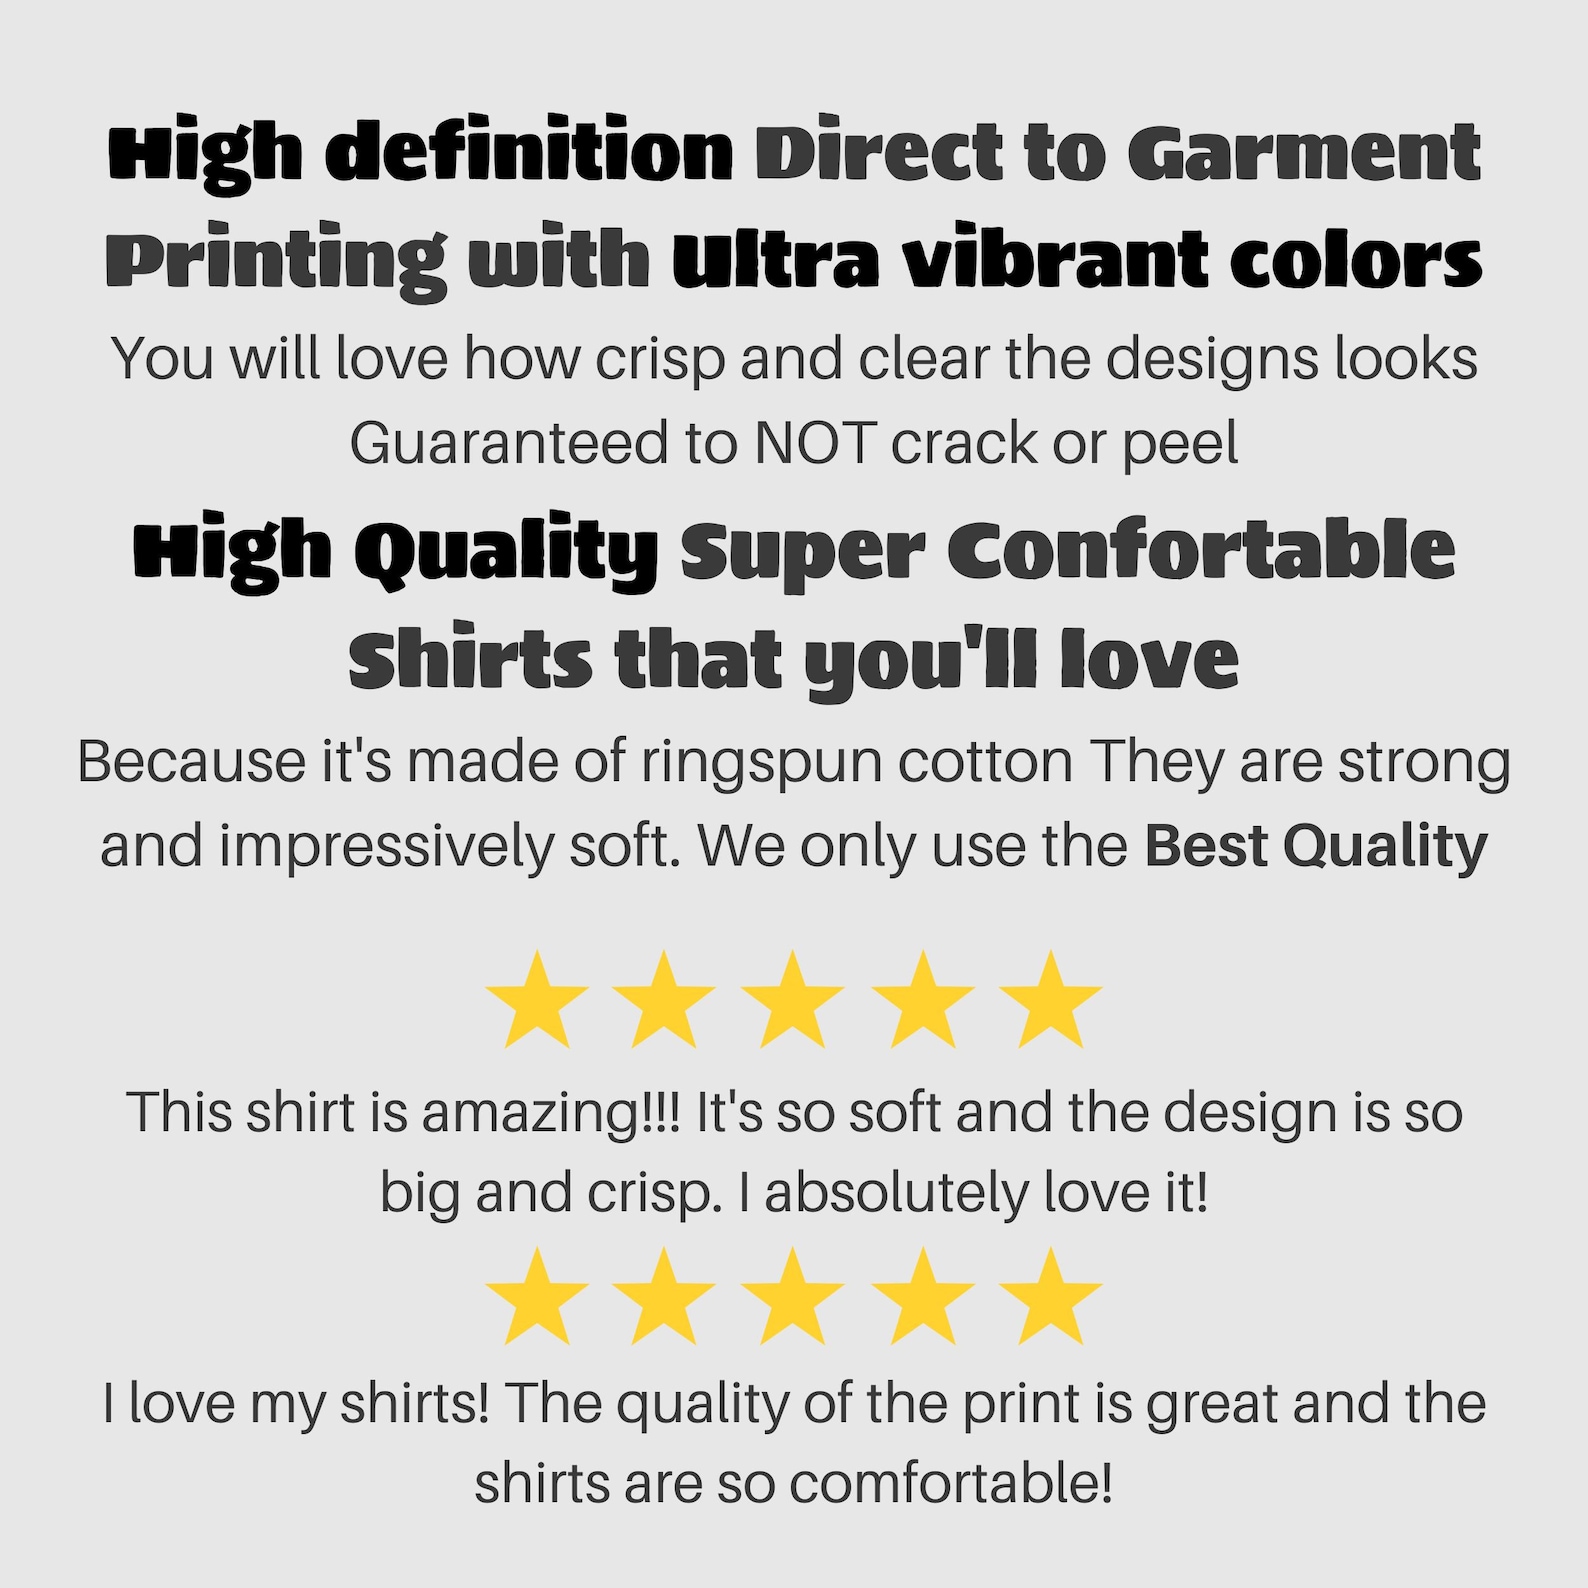 High definition Direct to Garment
Printing with Ultra vibrant colors
You will love how crisp and clear the designs looks
Guaranteed to NOT crack or peel
High Quality Super Confortable
Shirts that you'll love
Because it's made of ringspun cotton They are strong
and impressively soft. We only use the Best Quality
This shirt is amazing!!! It's so soft and the design is so
big and crisp. I absolutely love it!
I love my shirts! The quality of the print is great and the
shirts are so comfortable!